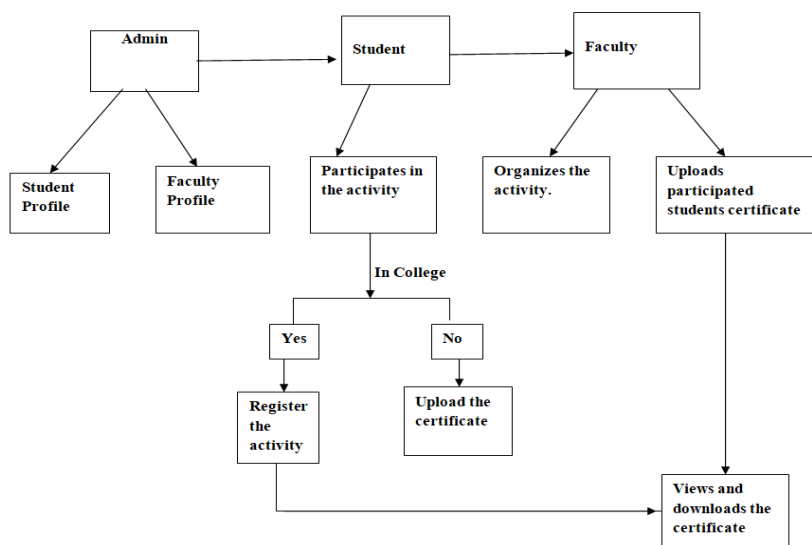 Admin
Student
Faculty
Student
Profile
Faculty
Profile
Participates in
the activity
Organizes the
activity.
Uploads
participated
students certificate
In College
Yes
No
Register
the
activity
Upload the
certificate
Views and
downloads the
certificate